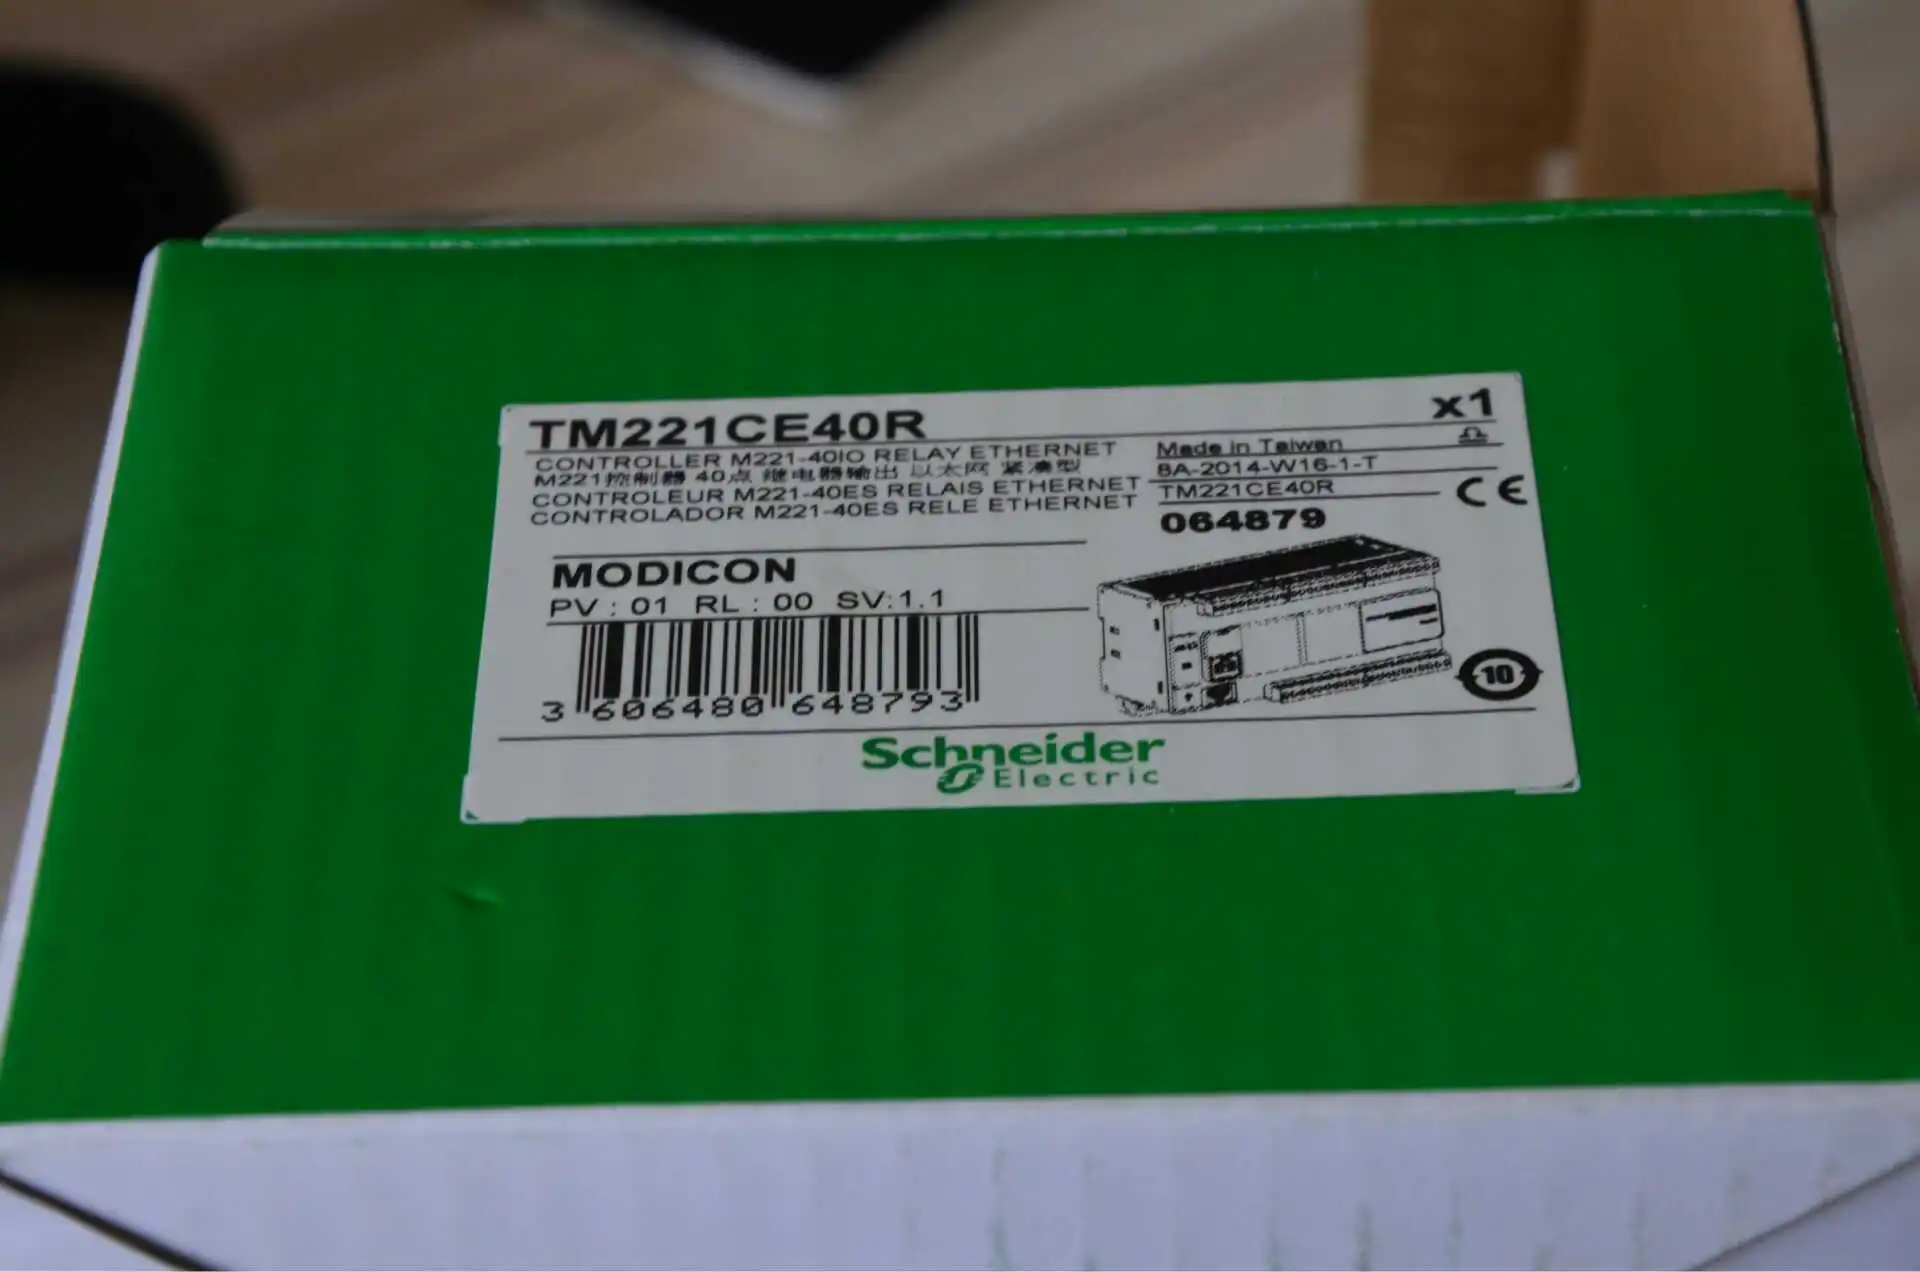 TM221CE40R
x1
CONTROLLER M221-40IO RELAY ETHERNET
M221控制器 40点 继电器输出 以太网 紧凑型
CONTROLEUR M221-40ES RELAIS ETHERNET
CONTROLADOR M221-40ES RELE ETHERNET
Made in Taiwan
8A-2014-W16-1-T
TM221CE40R
CE
064879
MODICON
PV : 01 RL : 00 SV:1.1
3 606480 648793
10
Schneider
Electric